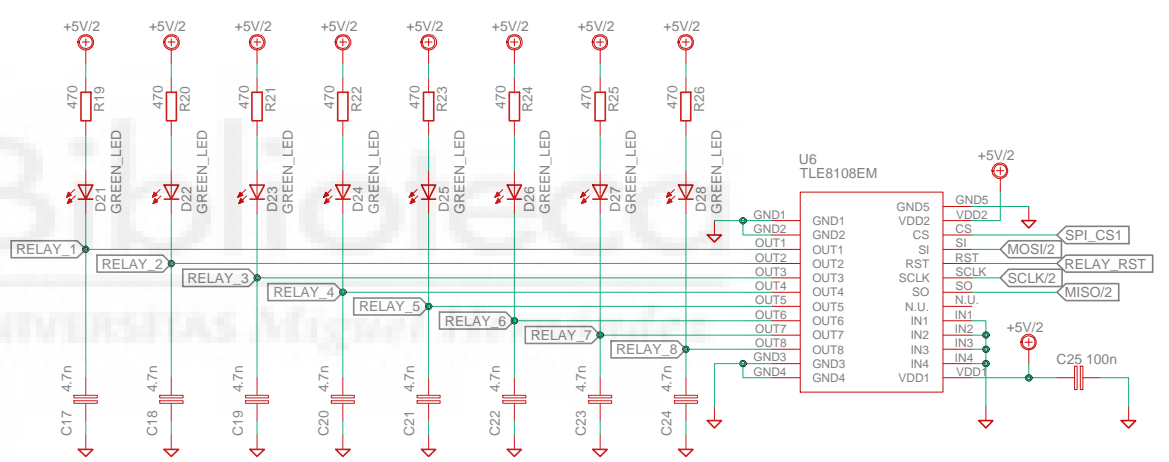 +5V/2 +5V/2 +5V/2 +5V/2 +5V/2 +5V/2 +5V/2 +5V/2
470 R19 470 R20 470 R21 470 R22 470 R23 470 R24 470 R25 470 R26
D21 GREEN_LED D22 GREEN_LED D23 GREEN_LED D24 GREEN_LED D25 GREEN_LED D26 GREEN_LED D27 GREEN_LED D28 GREEN_LED
Biblioteca
UNIVERSITAS Miguel Hernández
RELAY_1
RELAY_2
RELAY_3
RELAY_4
RELAY_5
RELAY_6
RELAY_7
RELAY_8
4.7n C17 4.7n C18 4.7n C19 4.7n C20 4.7n C21 4.7n C22 4.7n C23 4.7n C24
U6
TLE8108EM
+5V/2
GND1 GND1 GND5 GND5
GND2 GND2 VDD2 VDD2
OUT1 OUT1 CS CS SPI_CS1
OUT2 OUT2 SI SI MOSI/2
OUT3 OUT3 RST RST RELAY_RST
OUT4 OUT4 SCLK SCLK SCLK/2
OUT5 OUT5 SO SO MISO/2
OUT6 OUT6 N.U. N.U.
OUT7 OUT7 IN1 IN1
OUT8 OUT8 IN2 IN2
GND3 GND3 IN3 IN3
GND4 GND4 IN4 IN4
VDD1 VDD1
+5V/2
C25 100n